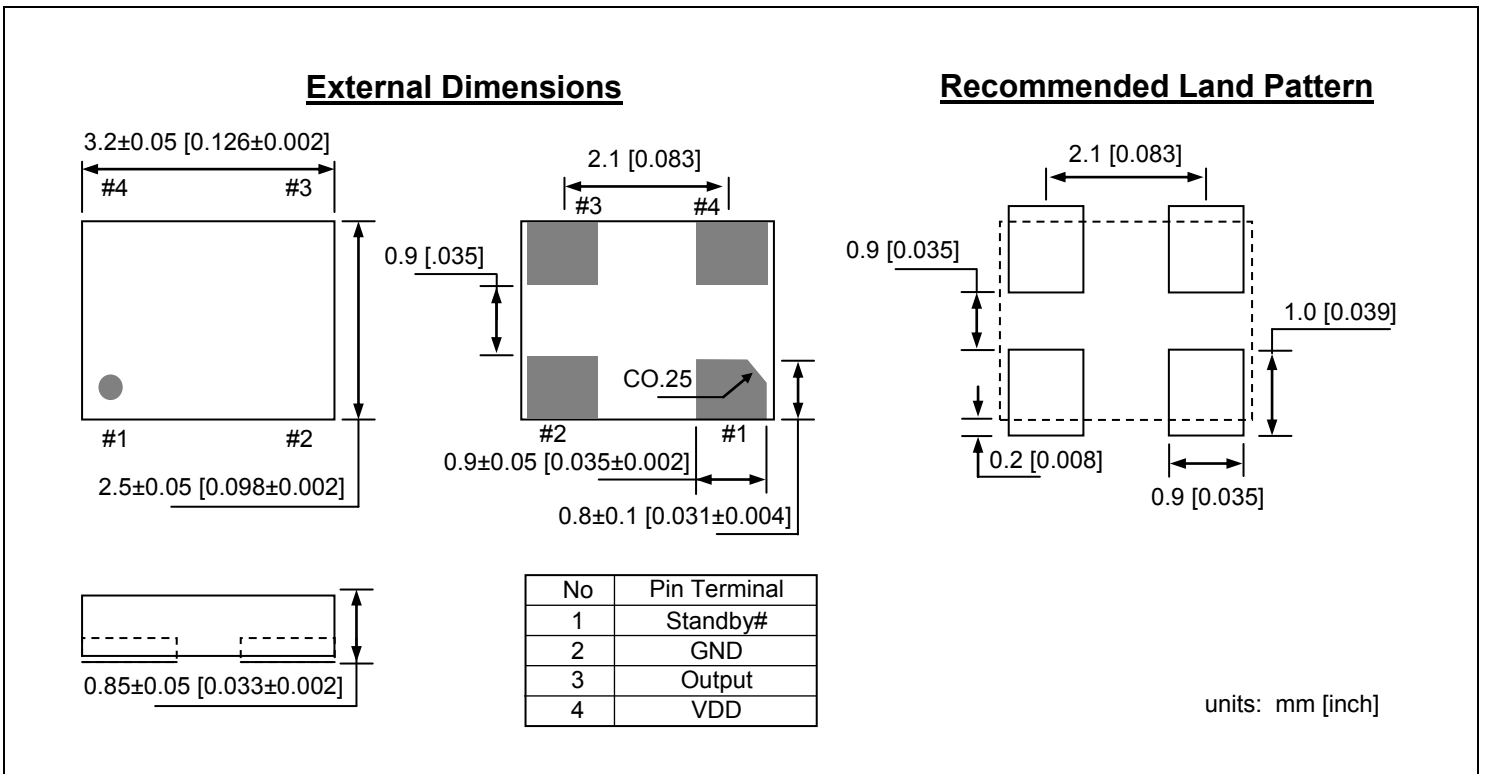 External Dimensions
3.2±0.05 [0.126±0.002]
#4 #3
#1 #2
2.5±0.05 [0.098±0.002]
2.1 [0.083]
#3 #4
0.9 [.035]
CO.25
#2 #1
0.9±0.05 [0.035±0.002]
0.8±0.1 [0.031±0.004]
Recommended Land Pattern
2.1 [0.083]
0.9 [0.035]
1.0 [0.039]
0.2 [0.008]
0.9 [0.035]
0.85±0.05 [0.033±0.002]
No Pin Terminal
1 Standby#
2 GND
3 Output
4 VDD
units: mm [inch]